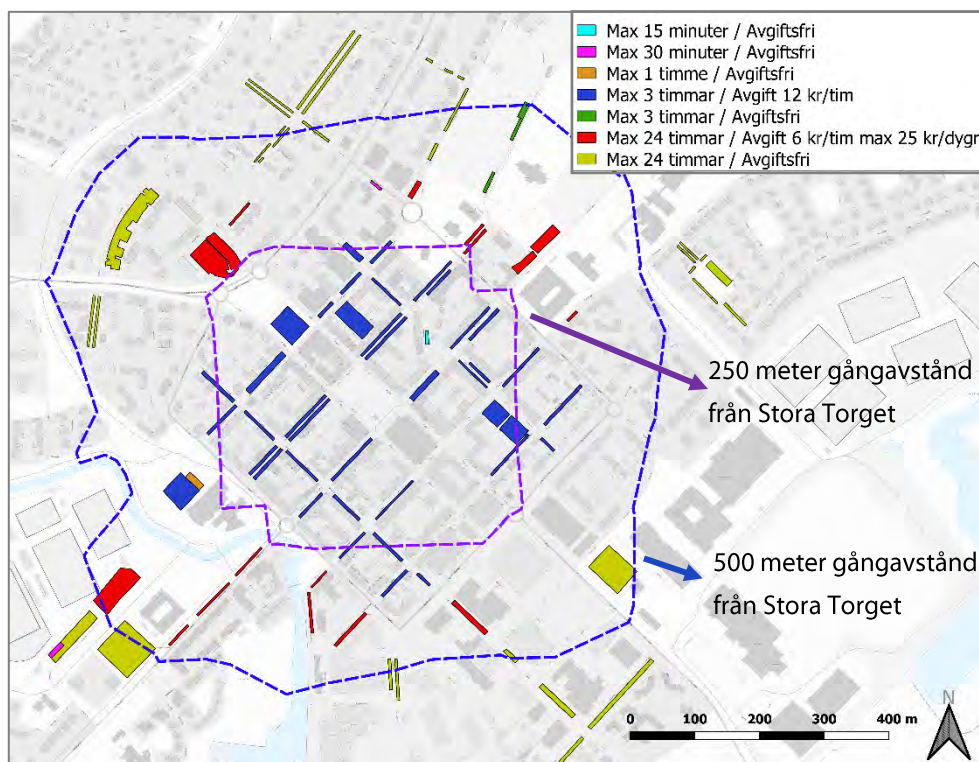 Max 15 minuter / Avgiftsfri
Max 30 minuter / Avgiftsfri
Max 1 timme / Avgiftsfri
Max 3 timmar / Avgift 12 kr/tim
Max 3 timmar / Avgiftsfri
Max 24 timmar / Avgift 6 kr/tim max 25 kr/dygn
Max 24 timmar / Avgiftsfri
250 meter gångavstånd
från Stora Torget
500 meter gångavstånd
från Stora Torget
N
0 100 200 300 400 m